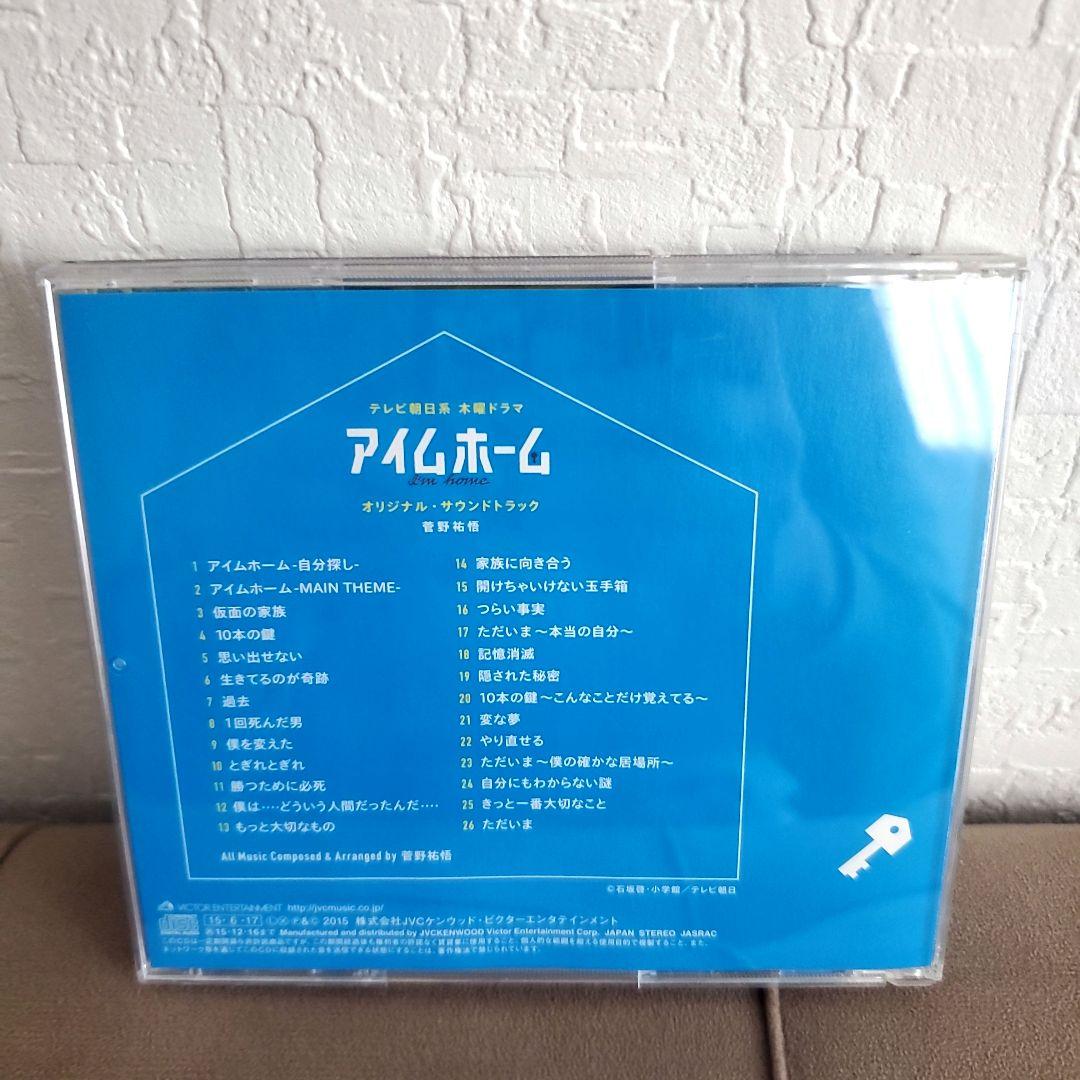 テレビ朝日系 木曜ドラマ
アイムホーム
I'm home
オリジナル・サウンドトラック
菅野祐悟
1 アイムホーム-自分探し-
2 アイムホーム-MAIN THEME-
3 仮面の家族
4 10本の鍵
5 思い出せない
6 生きてるのが奇跡
7 過去
8 1回死んだ男
9 僕を変えた
10 とぎれとぎれ
11 勝つために必死
12 僕は‥‥どういう人間だったんだ‥‥
13 もっと大切なもの
14 家族に向き合う
15 開けちゃいけない玉手箱
16 つらい事実
17 ただいま〜本当の自分〜
18 記憶消滅
19 隠された秘密
20 10本の鍵〜こんなことだけ覚えてる〜
21 変な夢
22 やり直せる
23 ただいま〜僕の確かな居場所〜
24 自分にもわからない謎
25 きっと一番大切なこと
26 ただいま
All Music Composed & Arranged by 菅野祐悟
©石坂啓・小学館／テレビ朝日
VICTOR ENTERTAINMENT http://jvcmusic.co.jp/
15・6・17 Ⓛ Ⓧ ℗&© 2015 株式会社JVCケンウッド・ビクターエンタテインメント
15・12・16まで Manufactured and distributed by JVCKENWOOD Victor Entertainment Corp. JAPAN STEREO JASRAC